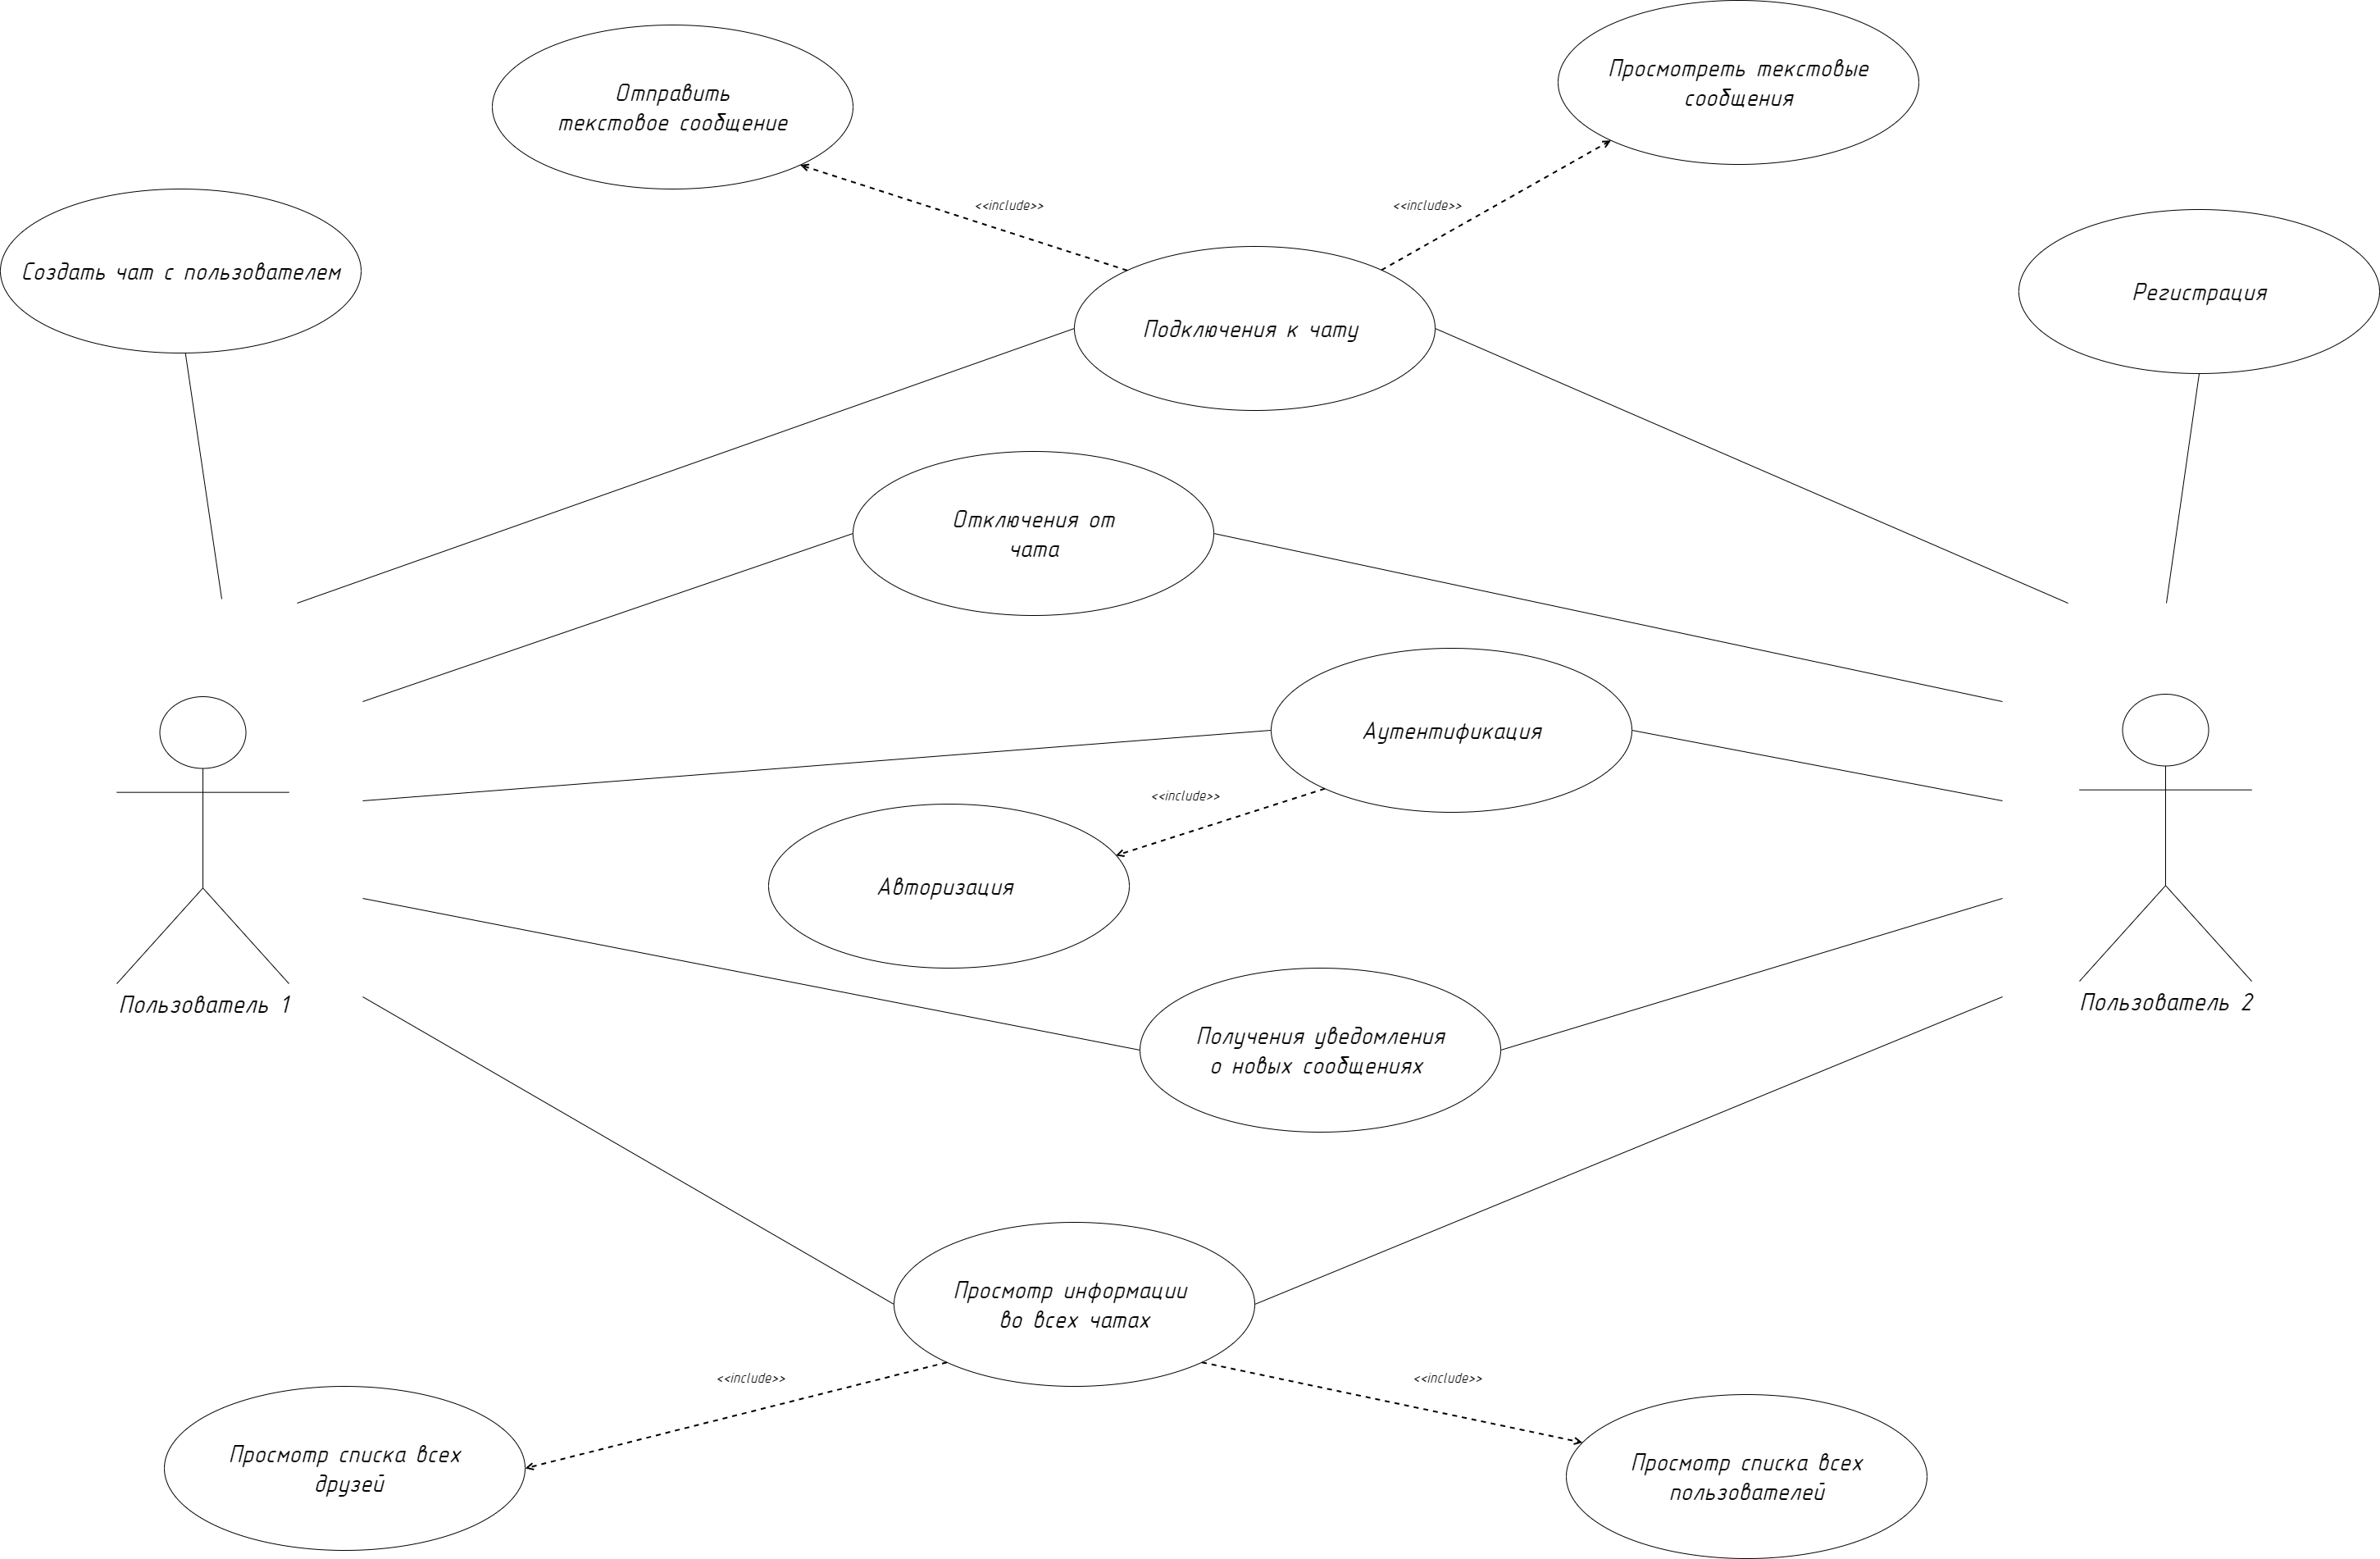 Просмотреть текстовые
сообщения
Отправить
текстовое сообщение
<<include>>
<<include>>
Создать чат с пользователем
Регистрация
Подключения к чату
Отключения от
чата
Аутентификация
<<include>>
Авторизация
Пользователь 1
Пользователь 2
Получения уведомления
о новых сообщениях
Просмотр информации
во всех чатах
<<include>>
<<include>>
Просмотр списка всех
друзей
Просмотр списка всех
пользователей